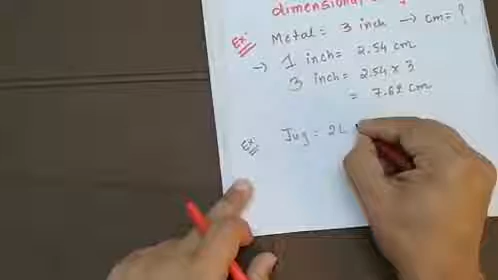 dimensional
Ex: Metal = 3 inch → cm = ?
→ 1 inch = 2.54 cm
3 inch = 2.54 x 3
= 7.62 cm
Ex: Jug = 2L